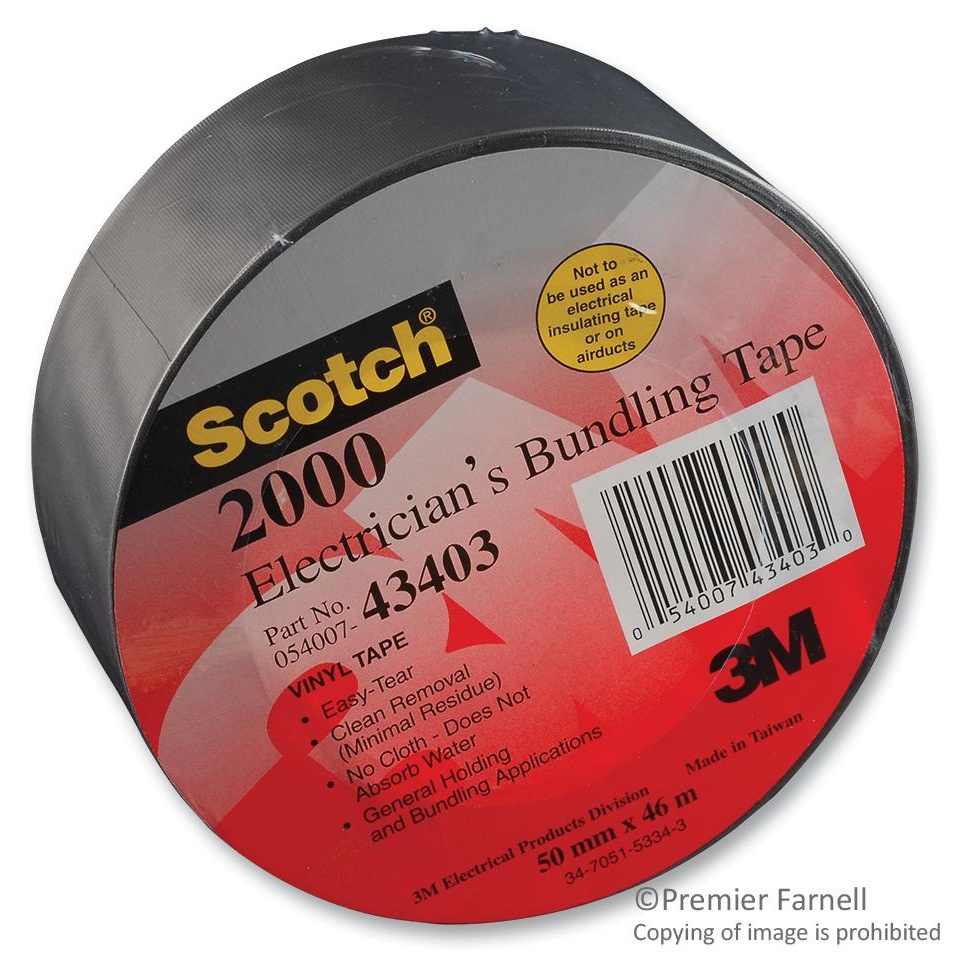 Not to
be used as an
electrical
insulating tape
or on
airducts
Scotch®
2000
Electrician's Bundling Tape
Part No.
054007-43403
VINYL TAPE
• Easy-Tear
• Clean Removal
(Minimal Residue)
• No Cloth - Does Not
Absorb Water
• General Holding
and Bundling Applications
0 54007 43403 0
3M
Made in Taiwan
3M Electrical Products Division
50 mm x 46 m
34-7051-5334-3
©Premier Farnell
Copying of image is prohibited